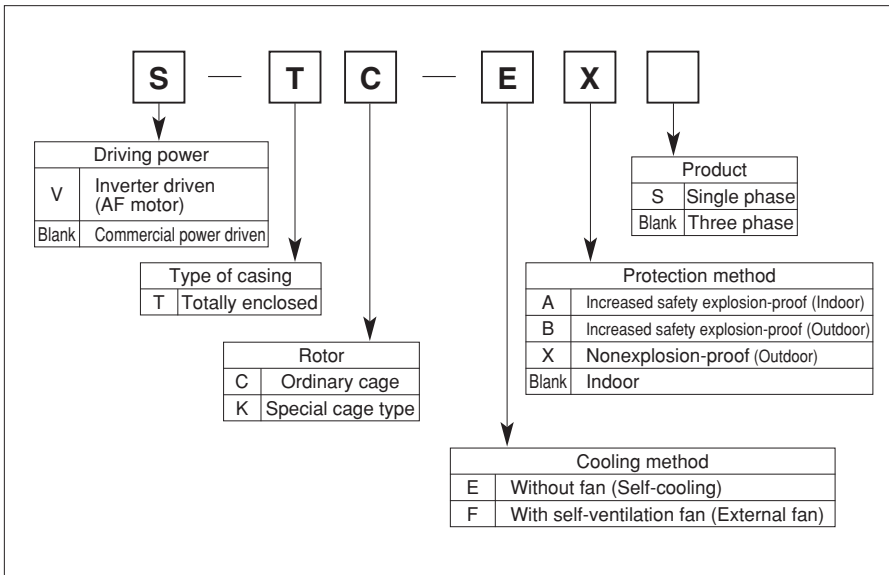 S — T C — E X
Driving power
V Inverter driven
(AF motor)
Blank Commercial power driven
Product
S Single phase
Blank Three phase
Type of casing
T Totally enclosed
Protection method
A Increased safety explosion-proof (Indoor)
B Increased safety explosion-proof (Outdoor)
X Nonexplosion-proof (Outdoor)
Blank Indoor
Rotor
C Ordinary cage
K Special cage type
Cooling method
E Without fan (Self-cooling)
F With self-ventilation fan (External fan)